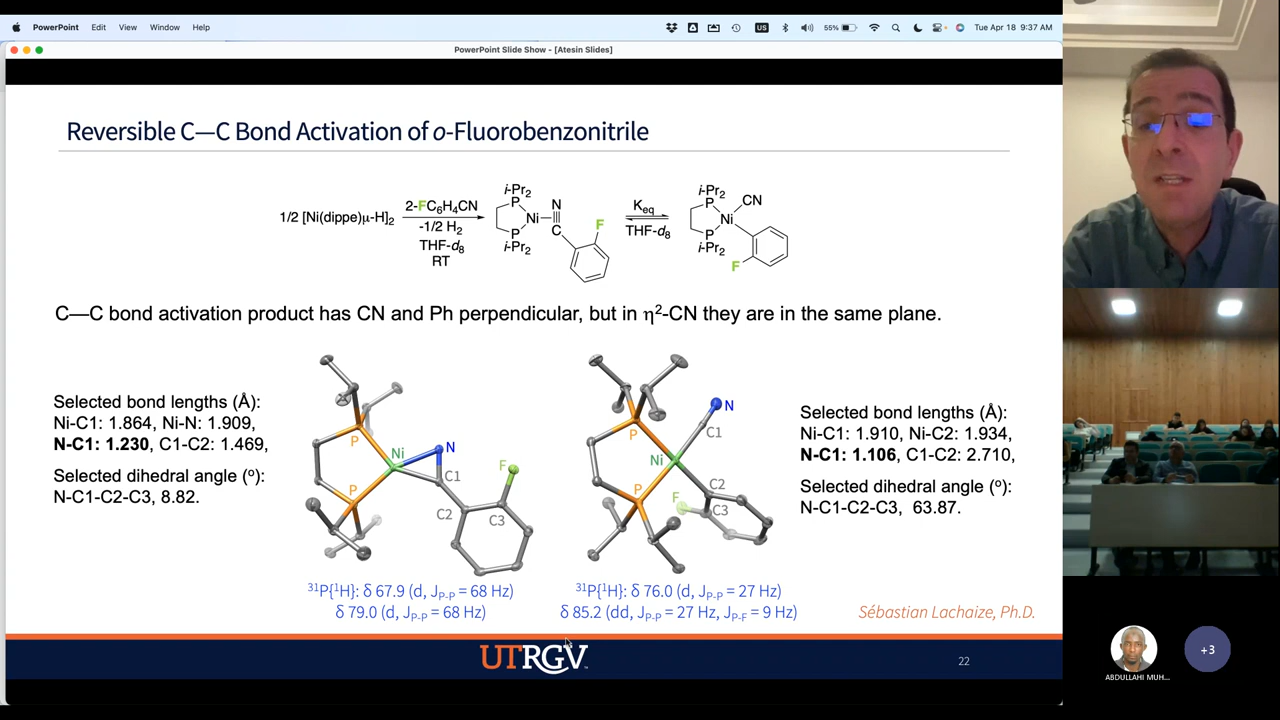 PowerPoint Edit View Window Help
US 55% Tue Apr 18 9:37 AM
PowerPoint Slide Show - [Atesin Slides]
Reversible C—C Bond Activation of o-Fluorobenzonitrile
1/2 [Ni(dippe)μ-H]₂
2-FC₆H₄CN
-1/2 H₂
THF-d₈
RT
i-Pr₂
P
Ni
P
i-Pr₂
N
C
F
Keq
THF-d₈
i-Pr₂
P
Ni
P
i-Pr₂
CN
F
C—C bond activation product has CN and Ph perpendicular, but in η²-CN they are in the same plane.
Selected bond lengths (Å):
Ni-C1: 1.864, Ni-N: 1.909,
N-C1: 1.230, C1-C2: 1.469,
Selected dihedral angle (º):
N-C1-C2-C3, 8.82.
P
Ni
N
C1
F
P
C2
C3
P
N
C1
Ni
P
C2
F
C3
Selected bond lengths (Å):
Ni-C1: 1.910, Ni-C2: 1.934,
N-C1: 1.106, C1-C2: 2.710,
Selected dihedral angle (º):
N-C1-C2-C3, 63.87.
³¹P{¹H}: δ 67.9 (d, J_P-P = 68 Hz)
δ 79.0 (d, J_P-P = 68 Hz)
³¹P{¹H}: δ 76.0 (d, J_P-P = 27 Hz)
δ 85.2 (dd, J_P-P = 27 Hz, J_P-F = 9 Hz)
Sébastian Lachaize, Ph.D.
UTRGV
22
+3
ABDULLAHI MUH...